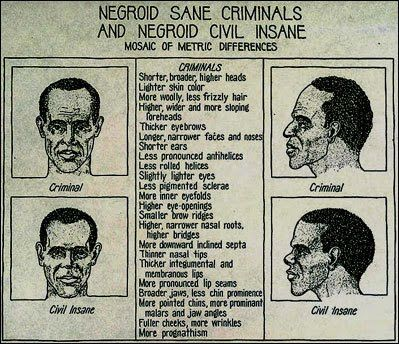 NEGROID SANE CRIMINALS
AND NEGROID CIVIL INSANE
MOSAIC OF METRIC DIFFERENCES
CRIMINALS
Shorter, broader, higher heads
Lighter skin color
More woolly, less frizzly hair
Higher, wider and more sloping
foreheads
Thicker eyebrows
Longer, narrower faces and noses
Shorter ears
Less pronounced antihelices
Less rolled helices
Slightly lighter eyes
Less pigmented sclerae
More inner eyefolds
Higher eye-openings
Smaller brow ridges
Higher, narrower nasal roots,
higher bridges
More downward inclined septa
Thinner nasal tips
Thicker integumental and
membranous lips
More pronounced lip seams
Broader jaws, less chin prominence
More pointed chins, more prominent
malars and jaw angles
Fuller cheeks, more wrinkles
More prognathism
Criminal
Criminal
Civil Insane
Civil Insane